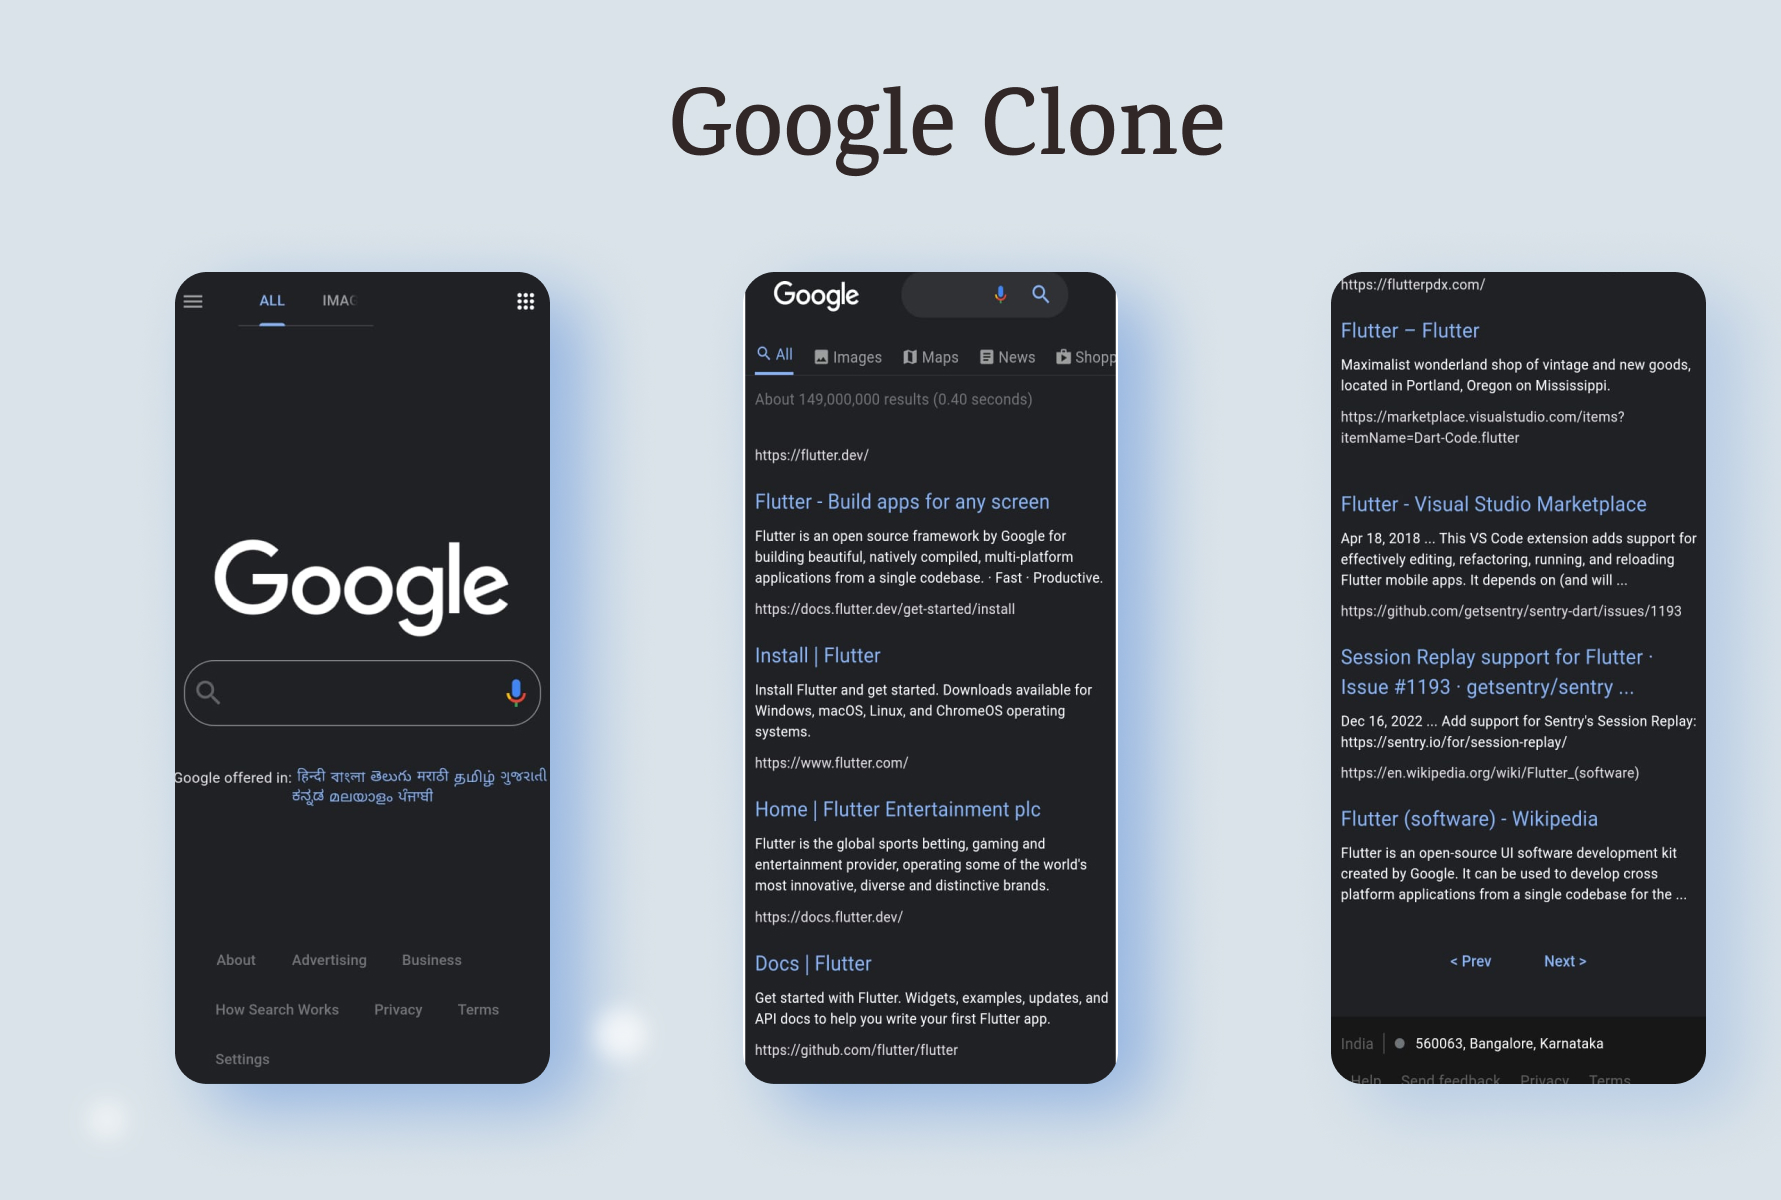 Google Clone
ALL IMAG
Google
Google offered in: हिन्दी বাংলা తెలుగు मराठी தமிழ் ગુજરાતી
ಕನ್ನಡ മലയാളം ਪੰਜਾਬੀ
About Advertising Business
How Search Works Privacy Terms
Settings
Google
All Images Maps News Shopp
About 149,000,000 results (0.40 seconds)
https://flutter.dev/
Flutter - Build apps for any screen
Flutter is an open source framework by Google for
building beautiful, natively compiled, multi-platform
applications from a single codebase. · Fast · Productive.
https://docs.flutter.dev/get-started/install
Install | Flutter
Install Flutter and get started. Downloads available for
Windows, macOS, Linux, and ChromeOS operating
systems.
https://www.flutter.com/
Home | Flutter Entertainment plc
Flutter is the global sports betting, gaming and
entertainment provider, operating some of the world's
most innovative, diverse and distinctive brands.
https://docs.flutter.dev/
Docs | Flutter
Get started with Flutter. Widgets, examples, updates, and
API docs to help you write your first Flutter app.
https://github.com/flutter/flutter
https://flutterpdx.com/
Flutter – Flutter
Maximalist wonderland shop of vintage and new goods,
located in Portland, Oregon on Mississippi.
https://marketplace.visualstudio.com/items?
itemName=Dart-Code.flutter
Flutter - Visual Studio Marketplace
Apr 18, 2018 ... This VS Code extension adds support for
effectively editing, refactoring, running, and reloading
Flutter mobile apps. It depends on (and will ...
https://github.com/getsentry/sentry-dart/issues/1193
Session Replay support for Flutter ·
Issue #1193 · getsentry/sentry ...
Dec 16, 2022 ... Add support for Sentry's Session Replay:
https://sentry.io/for/session-replay/
https://en.wikipedia.org/wiki/Flutter_(software)
Flutter (software) - Wikipedia
Flutter is an open-source UI software development kit
created by Google. It can be used to develop cross
platform applications from a single codebase for the ...
< Prev Next >
India 560063, Bangalore, Karnataka
Help Send feedback Privacy Terms